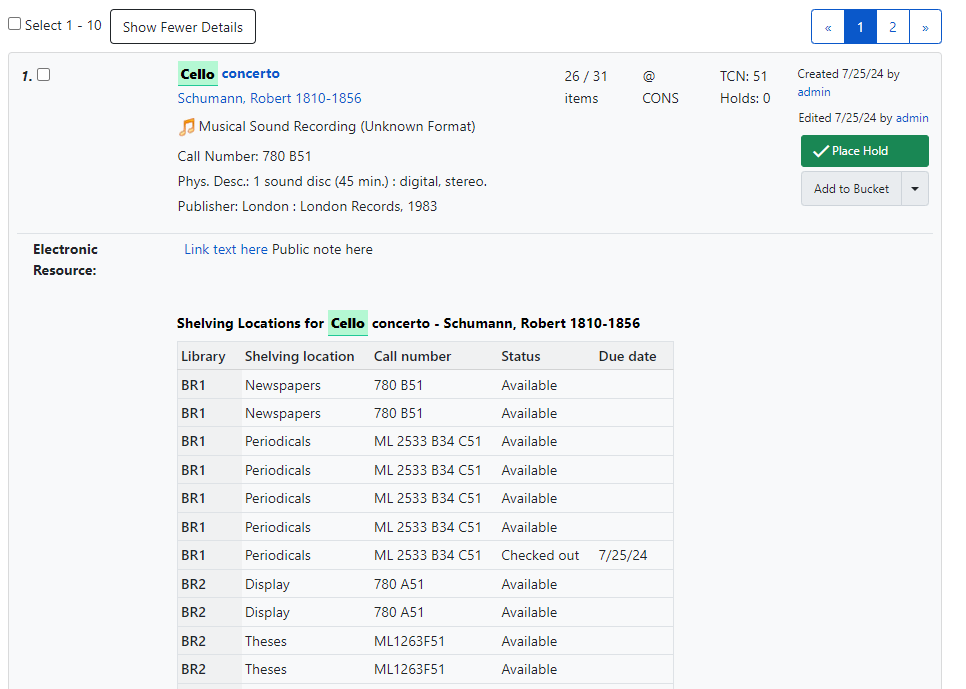 Select 1 - 10 Show Fewer Details « 1 2 »
1. Cello concerto 26 / 31 items @ CONS TCN: 51 Holds: 0 Created 7/25/24 by admin
Schumann, Robert 1810-1856
Edited 7/25/24 by admin
Musical Sound Recording (Unknown Format)
Place Hold
Call Number: 780 B51
Phys. Desc.: 1 sound disc (45 min.) : digital, stereo.
Add to Bucket
Publisher: London : London Records, 1983
Electronic Resource: Link text here Public note here
Shelving Locations for Cello concerto - Schumann, Robert 1810-1856
Library Shelving location Call number Status Due date
BR1 Newspapers 780 B51 Available
BR1 Newspapers 780 B51 Available
BR1 Periodicals ML 2533 B34 C51 Available
BR1 Periodicals ML 2533 B34 C51 Available
BR1 Periodicals ML 2533 B34 C51 Available
BR1 Periodicals ML 2533 B34 C51 Available
BR1 Periodicals ML 2533 B34 C51 Checked out 7/25/24
BR2 Display 780 A51 Available
BR2 Display 780 A51 Available
BR2 Theses ML1263F51 Available
BR2 Theses ML1263F51 Available